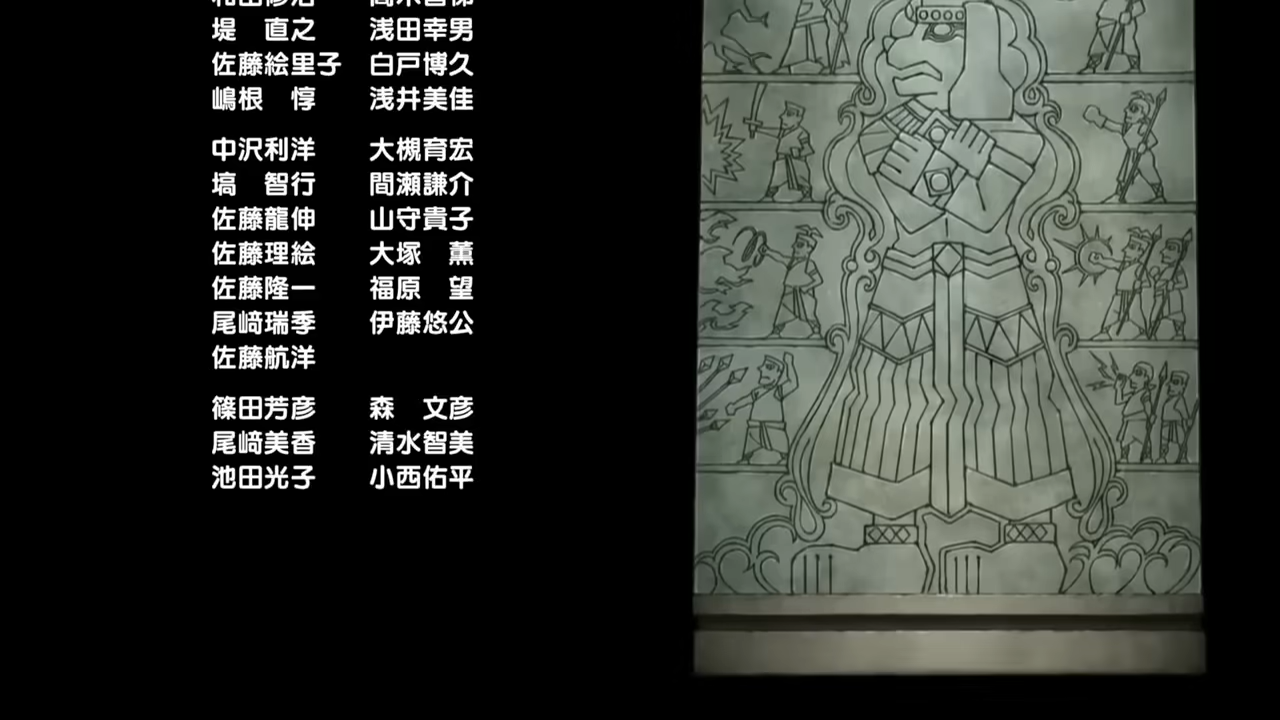 堤　直之　　浅田幸男
佐藤絵里子　白戸博久
嶋根　惇　　浅井美佳
中沢利洋　　大槻育宏
塙　智行　　間瀬謙介
佐藤龍伸　　山守貴子
佐藤理絵　　大塚　薫
佐藤隆一　　福原　望
尾﨑瑞季　　伊藤悠公
佐藤航洋
篠田芳彦　　森　文彦
尾﨑美香　　清水智美
池田光子　　小西佑平